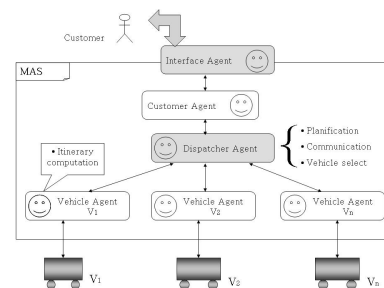 Customer
Interface Agent
MAS
Customer Agent
• Planification
Dispatcher Agent
• Communication
• Vehicle select
• Itinerary
computation
Vehicle Agent
V1
Vehicle Agent
V2
Vehicle Agent
Vn
V1
V2
Vn